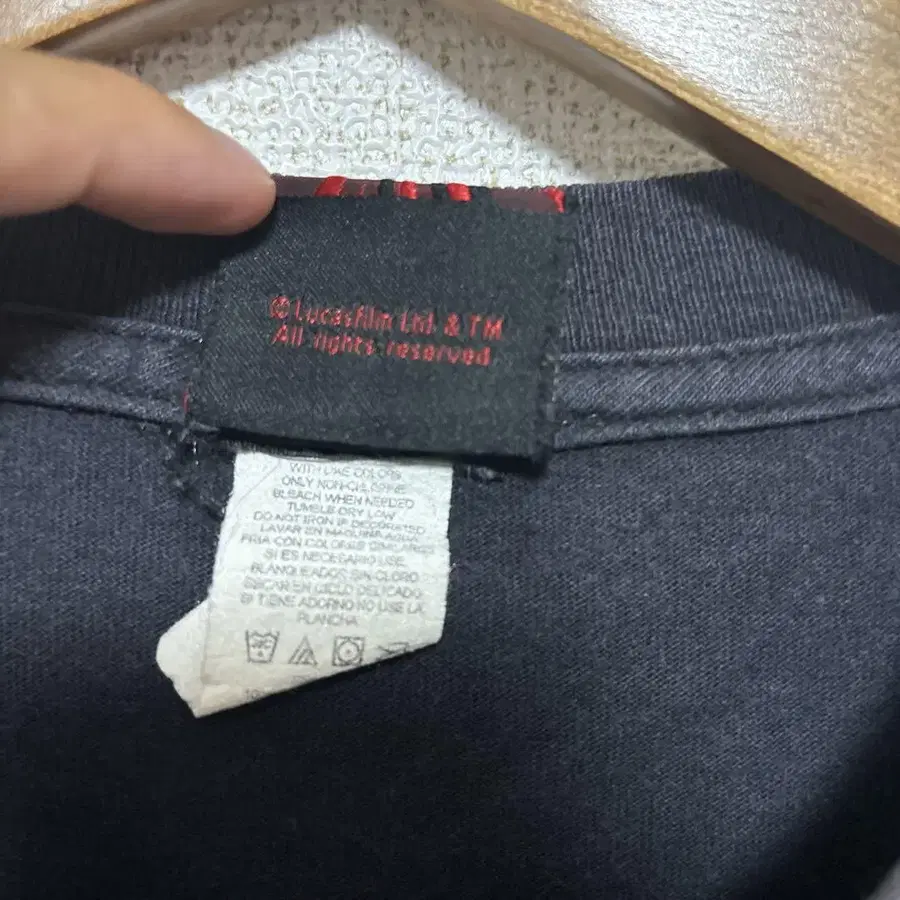 © Lucasfilm Ltd. & TM
All rights reserved
WITH LIKE COLORS
ONLY NON-CHLORINE
BLEACH WHEN NEEDED
TUMBLE DRY LOW
DO NOT IRON IF DECORATED
LAVAR EN MAQUINA AGUA
FRIA CON COLORES SIMILARES
SI ES NECESARIO USE
BLANQUEADOR SIN CLORO
SECAR EN CICLO DELICADO
SI TIENE ADORNO NO USE LA
PLANCHA